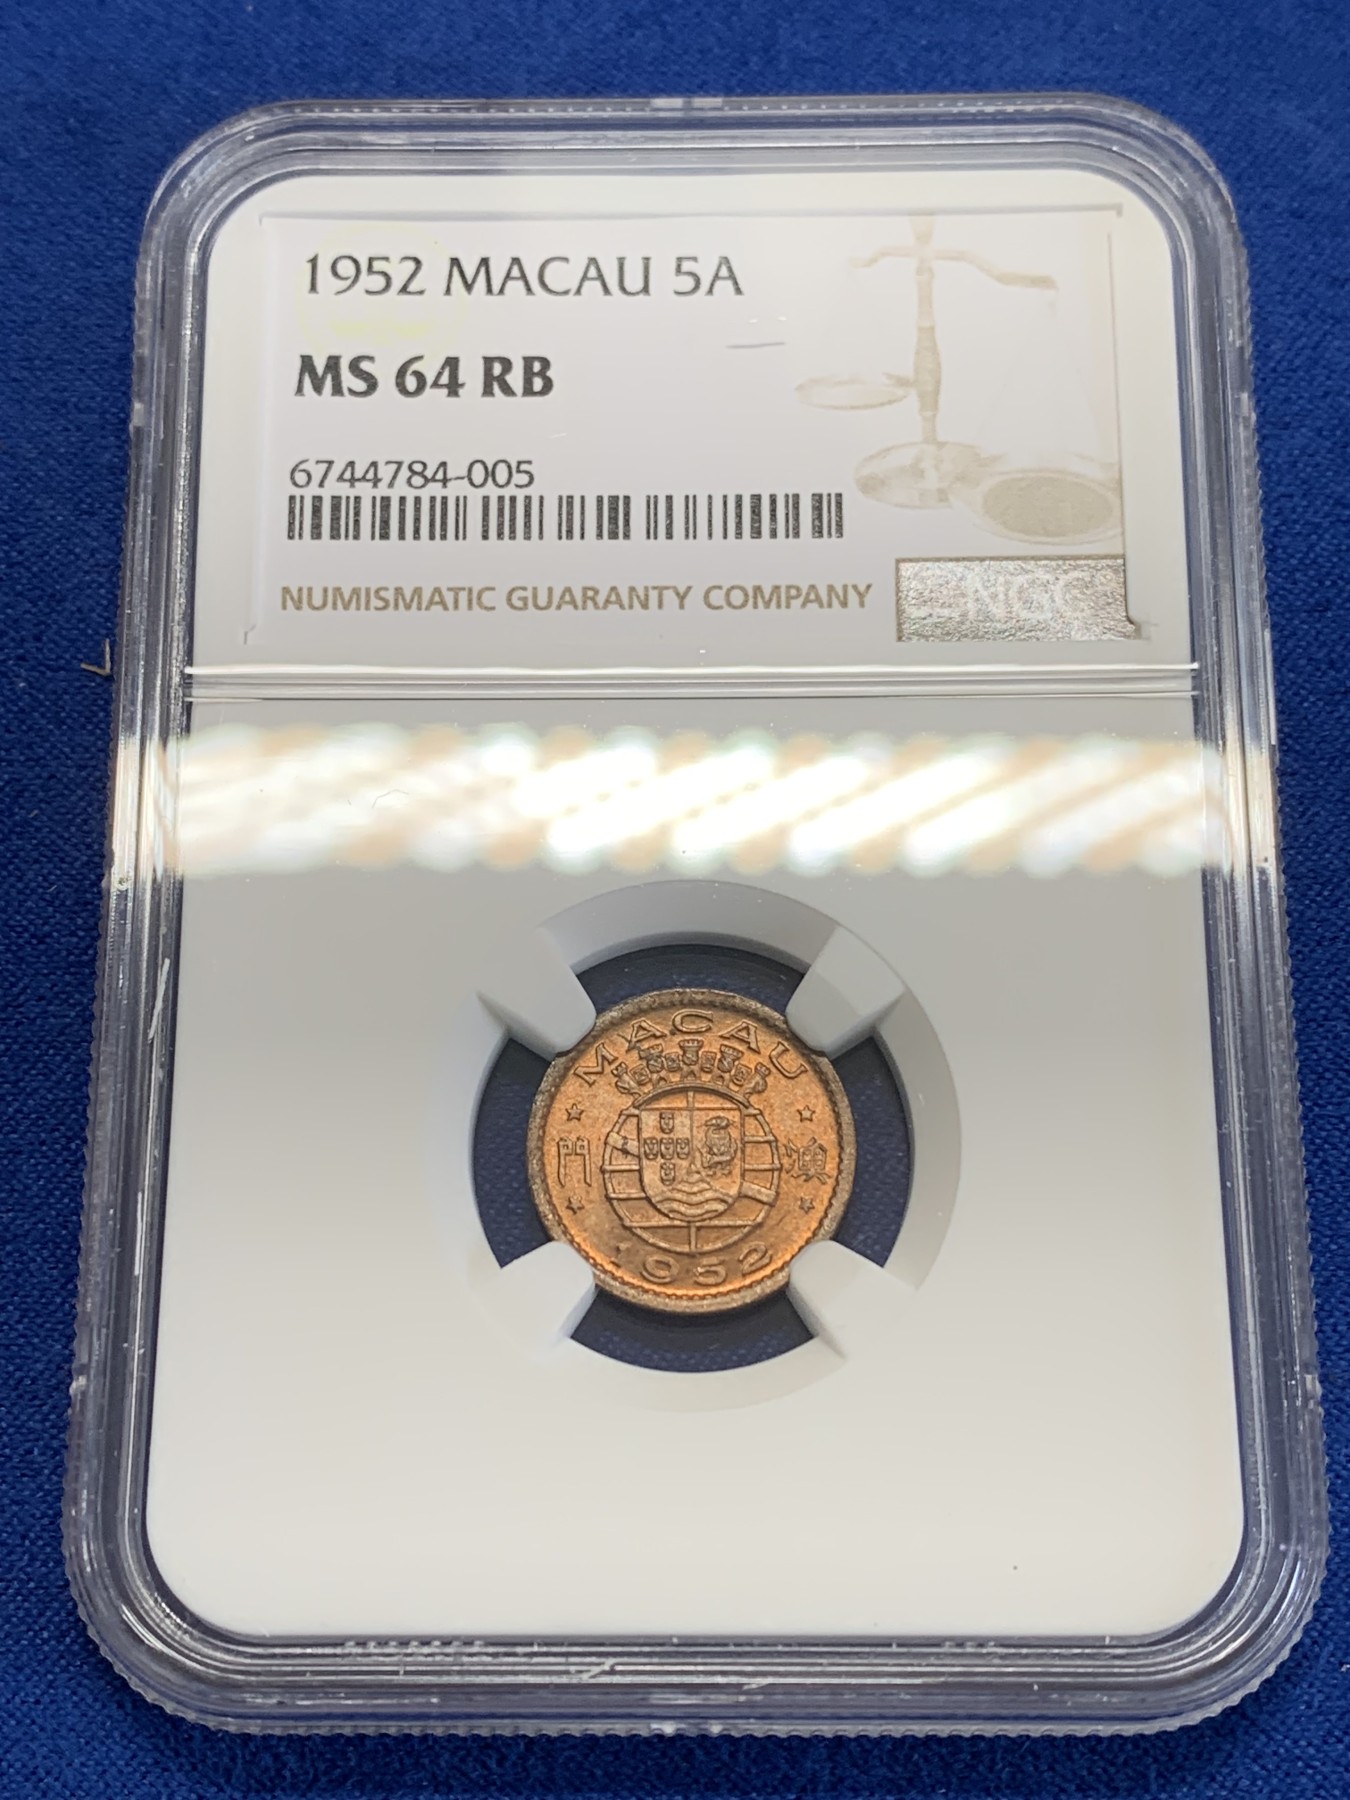 1952 MACAU 5A
MS 64 RB
6744784-005
NUMISMATIC GUARANTY COMPANY
NGC
MACAU
門 澳
1952